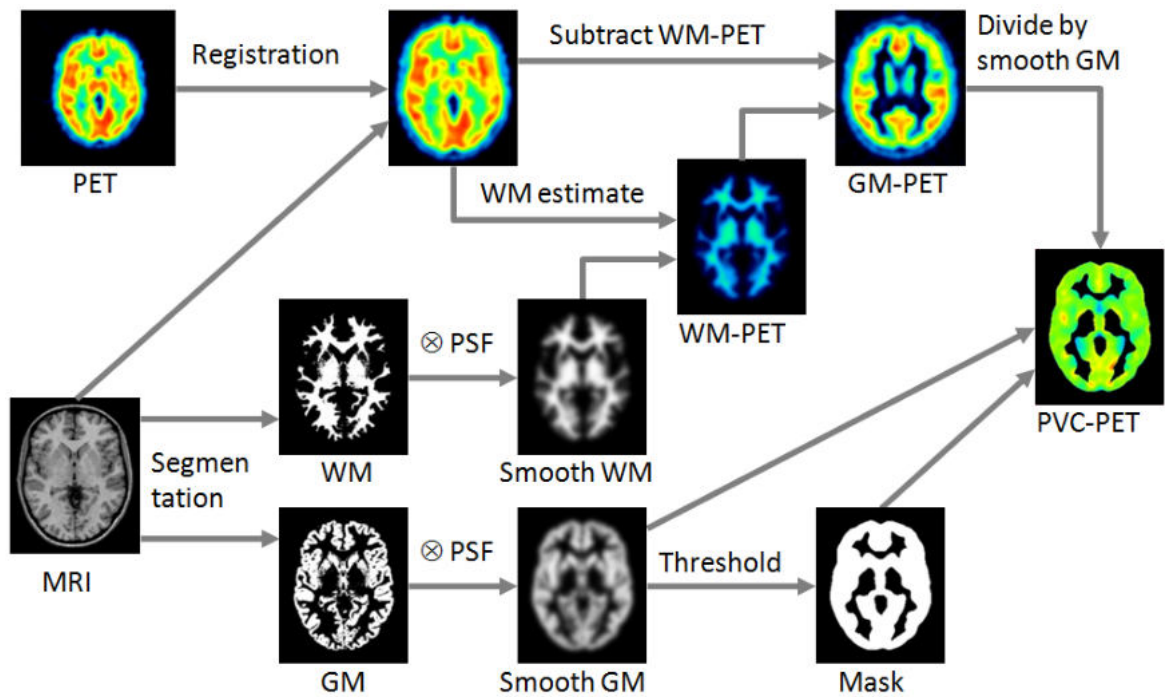 Registration
Subtract WM-PET
Divide by
smooth GM
PET
GM-PET
WM estimate
WM-PET
⊗ PSF
PVC-PET
Segmen
tation
WM
Smooth WM
MRI
⊗ PSF
Threshold
GM
Smooth GM
Mask